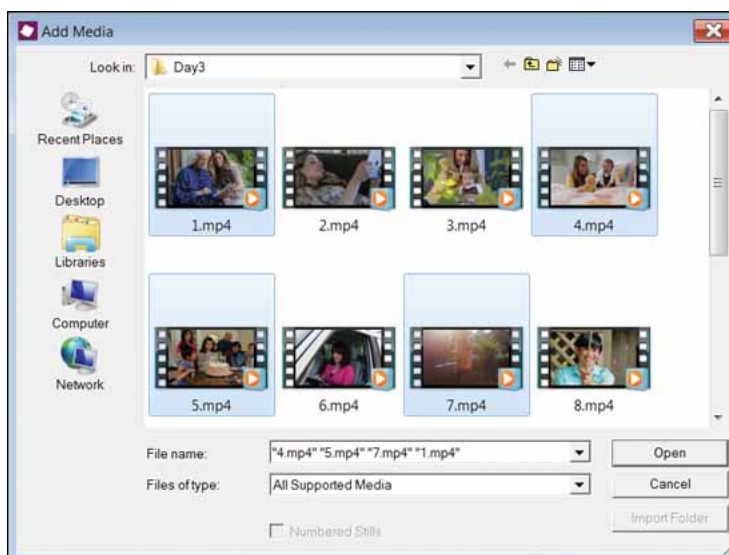 Add Media
Look in: Day3
Recent Places
Desktop
Libraries
Computer
Network
1.mp4 2.mp4 3.mp4 4.mp4
5.mp4 6.mp4 7.mp4 8.mp4
File name: "4.mp4" "5.mp4" "7.mp4" "1.mp4" Open
Files of type: All Supported Media Cancel
Numbered Stills Import Folder